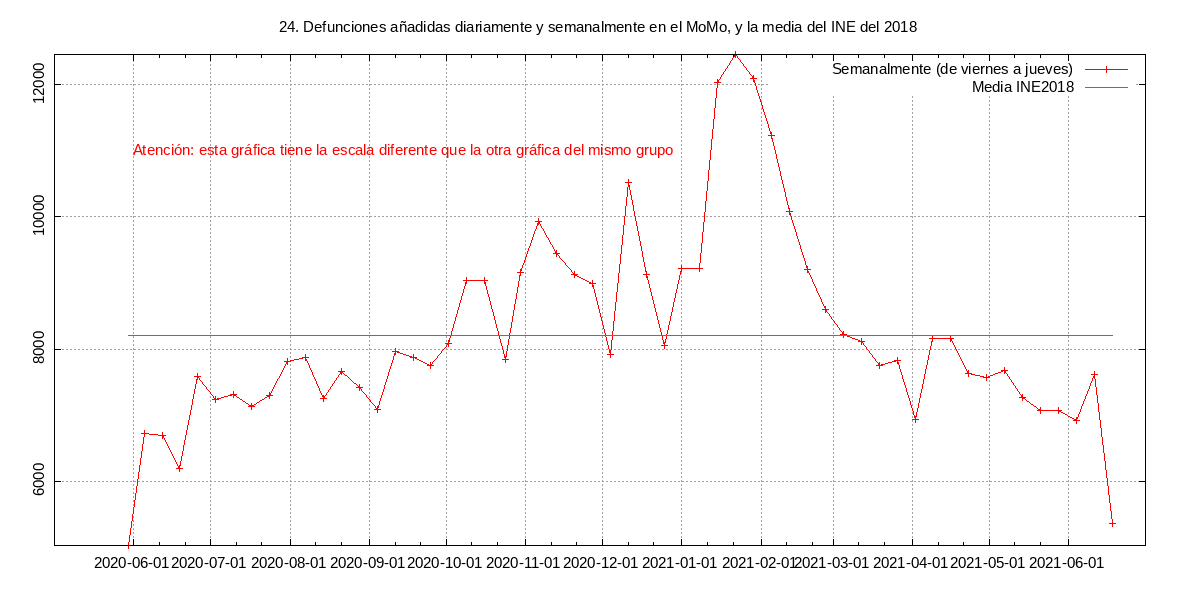 24. Defunciones añadidas diariamente y semanalmente en el MoMo, y la media del INE del 2018
Semanalmente (de viernes a jueves)
Media INE2018
Atención: esta gráfica tiene la escala diferente que la otra gráfica del mismo grupo
12000
10000
8000
6000
2020-06-01 2020-07-01 2020-08-01 2020-09-01 2020-10-01 2020-11-01 2020-12-01 2021-01-01 2021-02-01 2021-03-01 2021-04-01 2021-05-01 2021-06-01